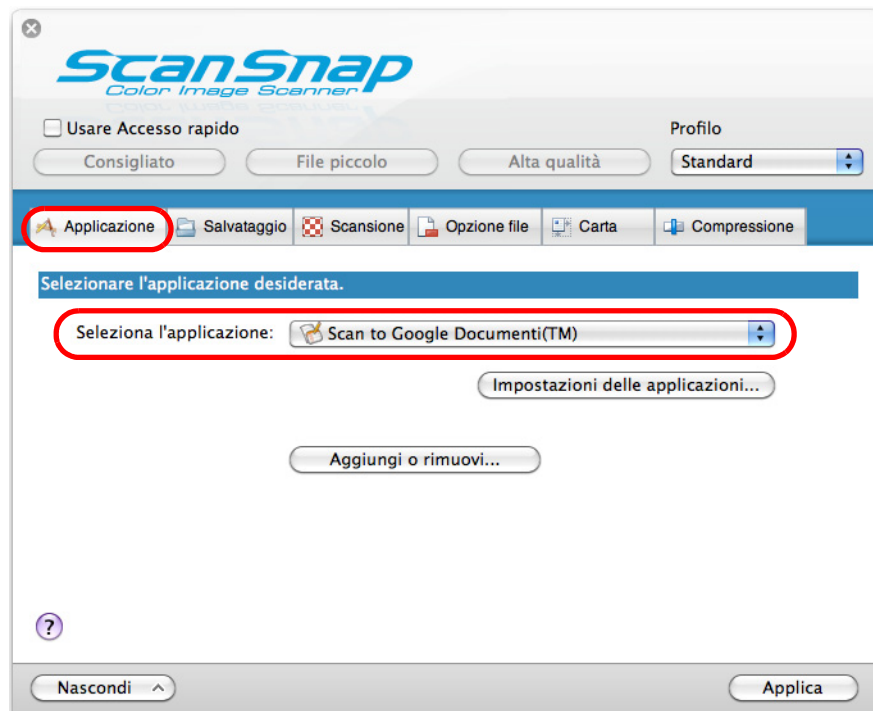 ScanSnap
Color Image Scanner
Usare Accesso rapido
Profilo
Consigliato File piccolo Alta qualità Standard
Applicazione Salvataggio Scansione Opzione file Carta Compressione
Selezionare l'applicazione desiderata.
Seleziona l'applicazione: Scan to Google Documenti(TM)
Impostazioni delle applicazioni...
Aggiungi o rimuovi...
?
Nascondi Applica